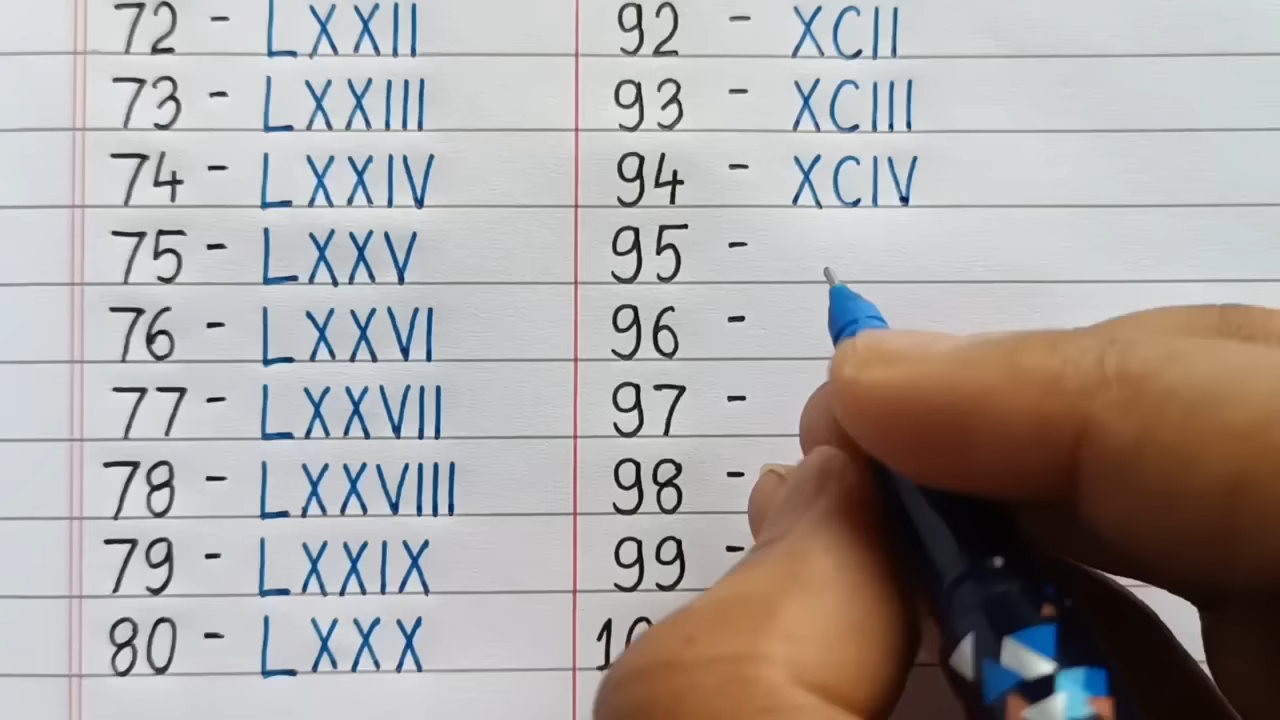 72 - LXXII
73 - LXXIII
74 - LXXIV
75 - LXXV
76 - LXXVI
77 - LXXVII
78 - LXXVIII
79 - LXXIX
80 - LXXX
92 - XCII
93 - XCIII
94 - XCIV
95 -
96 -
97 -
98 -
99 -